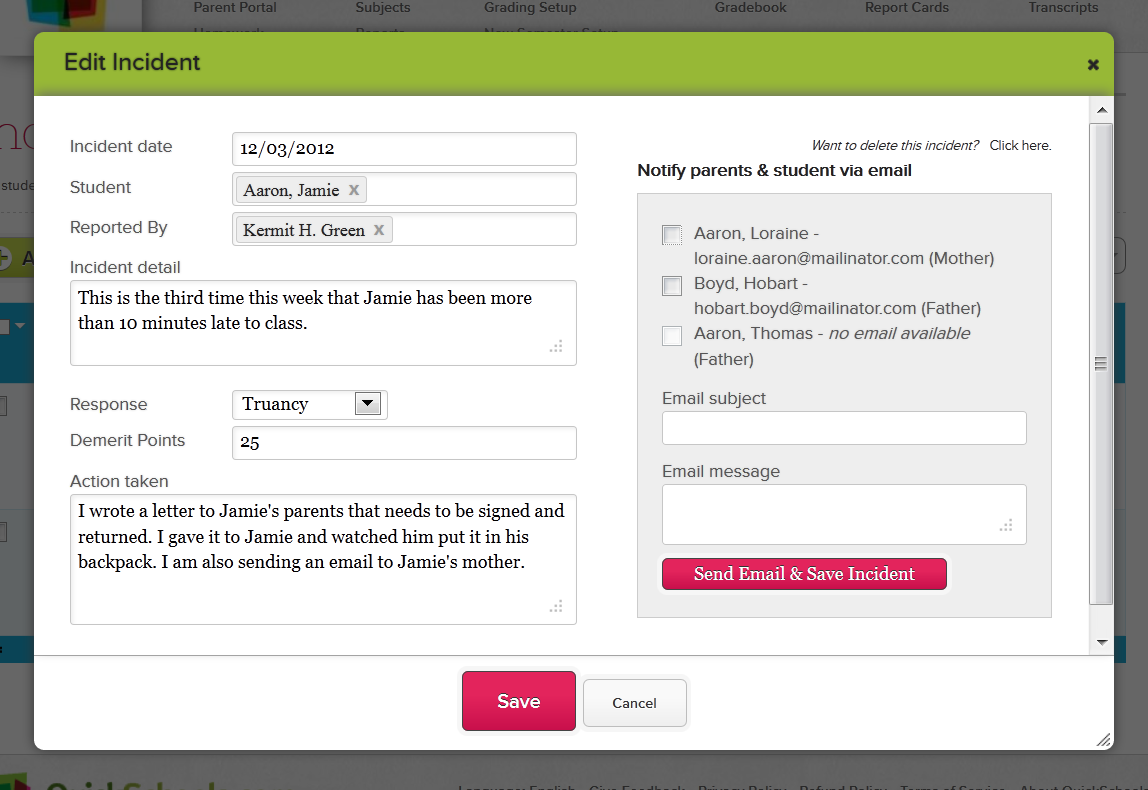 Parent Portal Subjects Grading Setup Gradebook Report Cards Transcripts
Edit Incident
Incident date 12/03/2012
Want to delete this incident? Click here.
Student Aaron, Jamie x
Notify parents & student via email
Reported By Kermit H. Green x
Aaron, Loraine -
loraine.aaron@mailinator.com (Mother)
Boyd, Hobart -
hobart.boyd@mailinator.com (Father)
Aaron, Thomas - no email available
(Father)
Incident detail
This is the third time this week that Jamie has been more
than 10 minutes late to class.
Response Truancy
Demerit Points 25
Email subject
Action taken
Email message
I wrote a letter to Jamie's parents that needs to be signed and
returned. I gave it to Jamie and watched him put it in his
backpack. I am also sending an email to Jamie's mother.
Send Email & Save Incident
Save Cancel